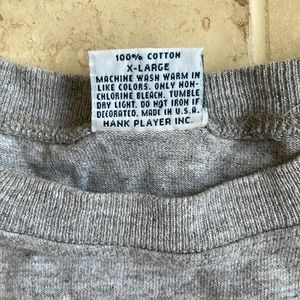 100% COTTON
X-LARGE
MACHINE WASH WARM IN
LIKE COLORS. ONLY NON-
CHLORINE BLEACH. TUMBLE
DRY LIGHT. DO NOT IRON IF
DECORATED. MADE IN U.S.A.
HANK PLAYER INC.